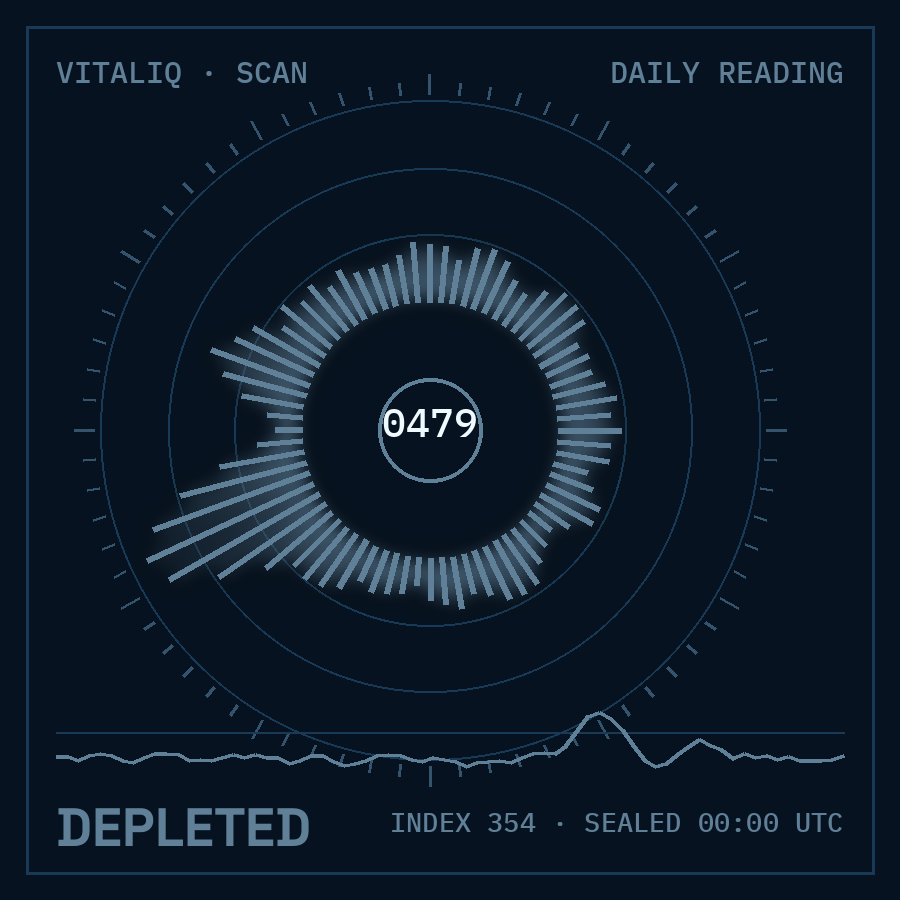 VITALIQ · SCAN
DAILY READING
0479
DEPLETED
INDEX 354 · SEALED 00:00 UTC